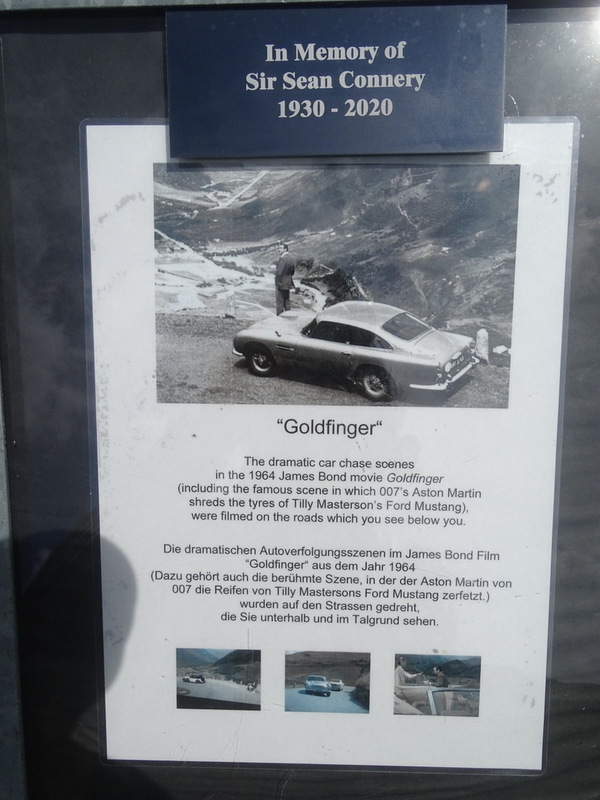 In Memory of
Sir Sean Connery
1930 - 2020
“Goldfinger“
The dramatic car chase scenes
in the 1964 James Bond movie Goldfinger
(including the famous scene in which 007's Aston Martin
shreds the tyres of Tilly Masterson's Ford Mustang),
were filmed on the roads which you see below you.
Die dramatischen Autoverfolgungsszenen im James Bond Film
“Goldfinger“ aus dem Jahr 1964
(Dazu gehört auch die berühmte Szene, in der der Aston Martin von
007 die Reifen von Tilly Mastersons Ford Mustang zerfetzt.)
wurden auf den Strassen gedreht,
die Sie unterhalb und im Talgrund sehen.